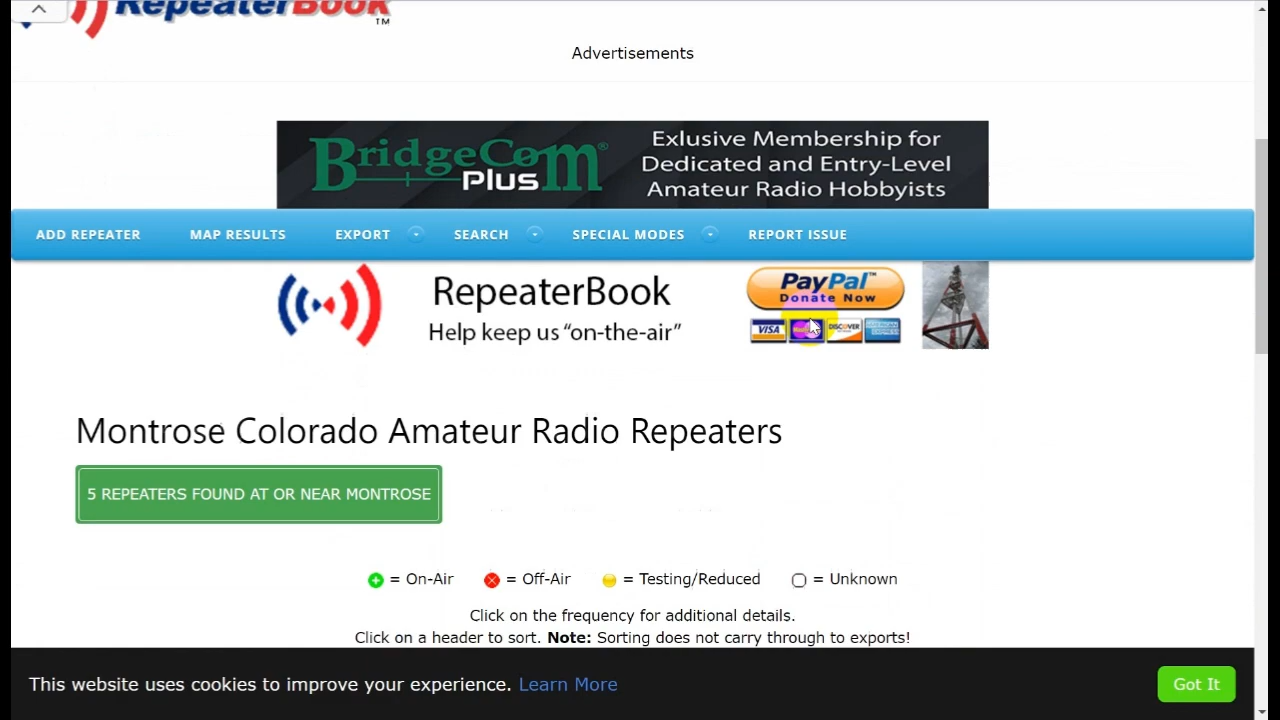 RepeaterBook
TM
Advertisements
BridgeCom®
Plus
Exlusive Membership for
Dedicated and Entry-Level
Amateur Radio Hobbyists
ADD REPEATER MAP RESULTS EXPORT SEARCH SPECIAL MODES REPORT ISSUE
RepeaterBook
Help keep us "on-the-air"
PayPal™
Donate Now
VISA DISCOVER
Montrose Colorado Amateur Radio Repeaters
5 REPEATERS FOUND AT OR NEAR MONTROSE
= On-Air = Off-Air = Testing/Reduced = Unknown
Click on the frequency for additional details.
Click on a header to sort. Note: Sorting does not carry through to exports!
This website uses cookies to improve your experience. Learn More
Got It